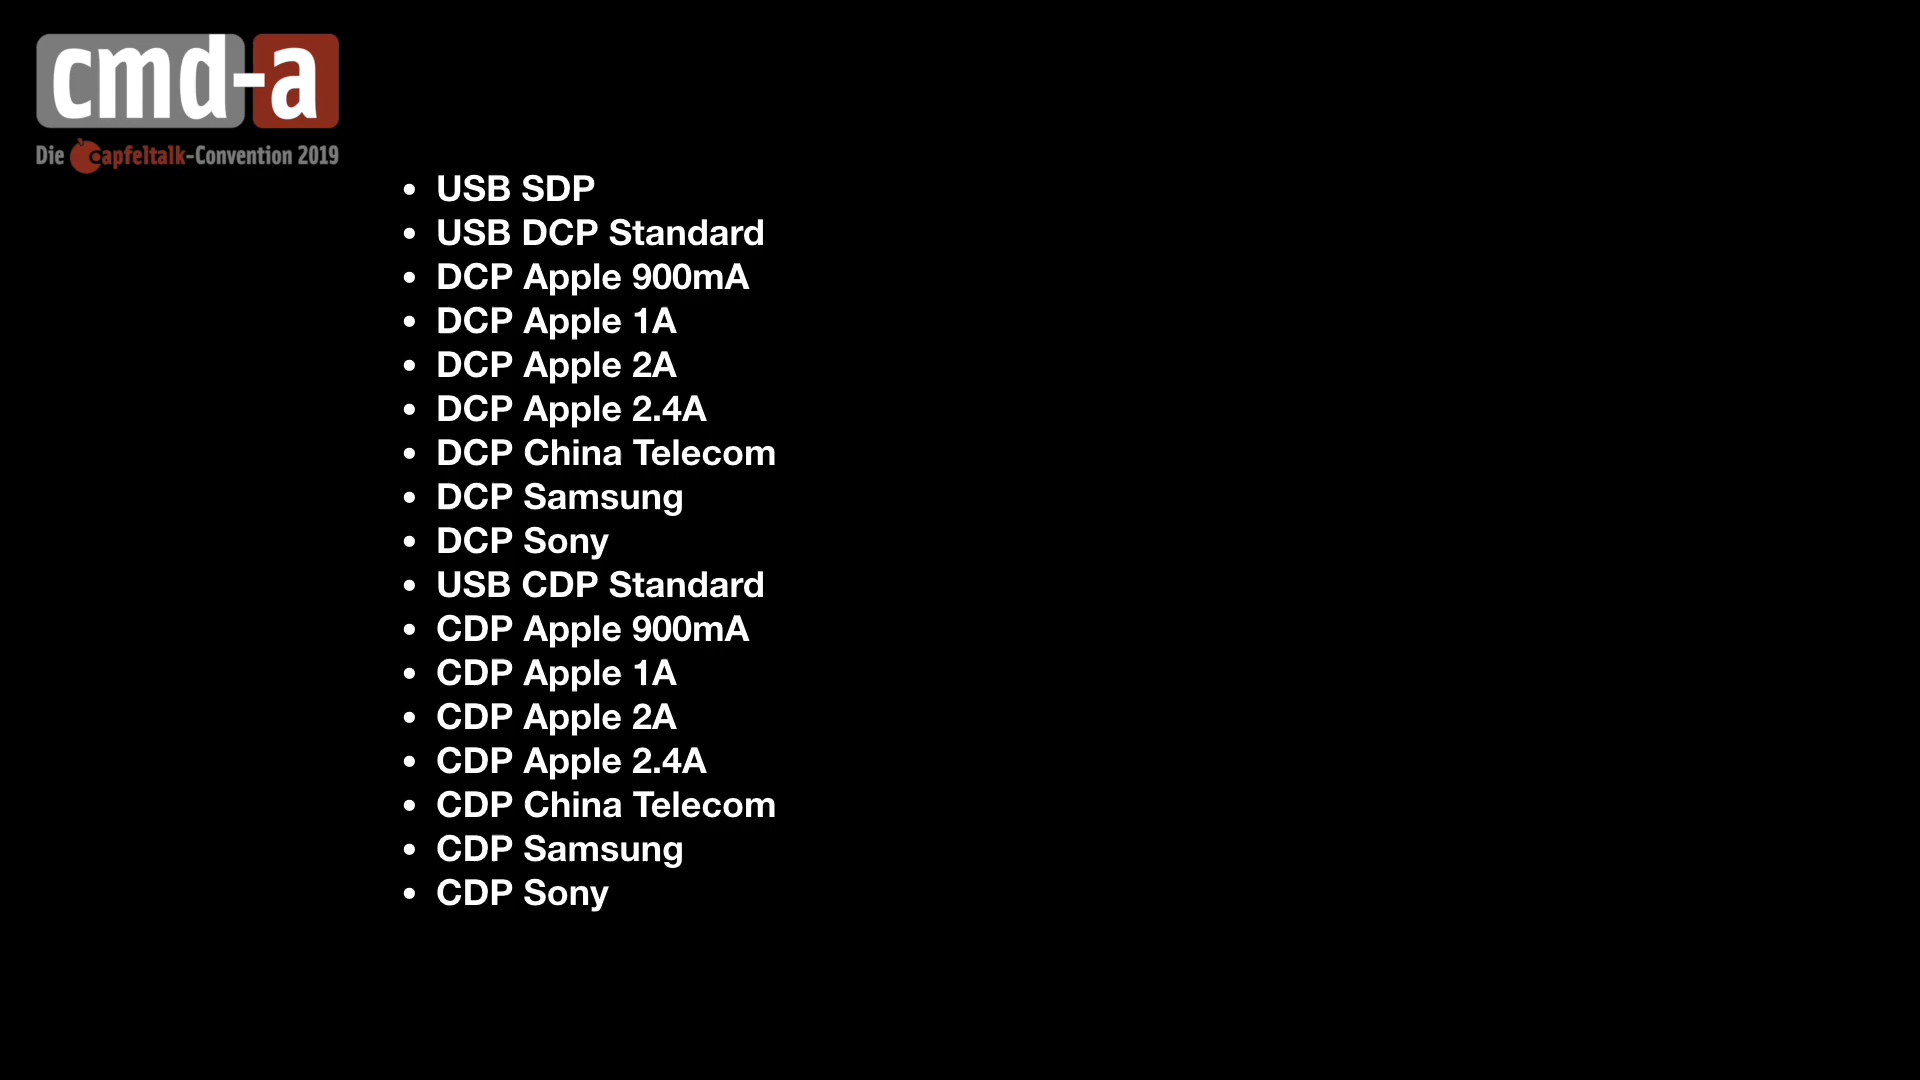 cmd-a
Die apfeltalk-Convention 2019
• USB SDP
• USB DCP Standard
• DCP Apple 900mA
• DCP Apple 1A
• DCP Apple 2A
• DCP Apple 2.4A
• DCP China Telecom
• DCP Samsung
• DCP Sony
• USB CDP Standard
• CDP Apple 900mA
• CDP Apple 1A
• CDP Apple 2A
• CDP Apple 2.4A
• CDP China Telecom
• CDP Samsung
• CDP Sony